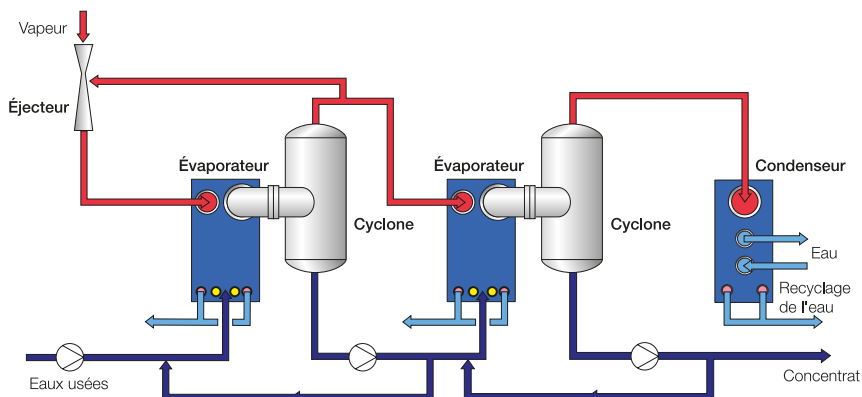 Vapeur
Éjecteur
Évaporateur
Cyclone
Évaporateur
Cyclone
Condenseur
Eau
Recyclage
de l'eau
Eaux usées
Concentrat